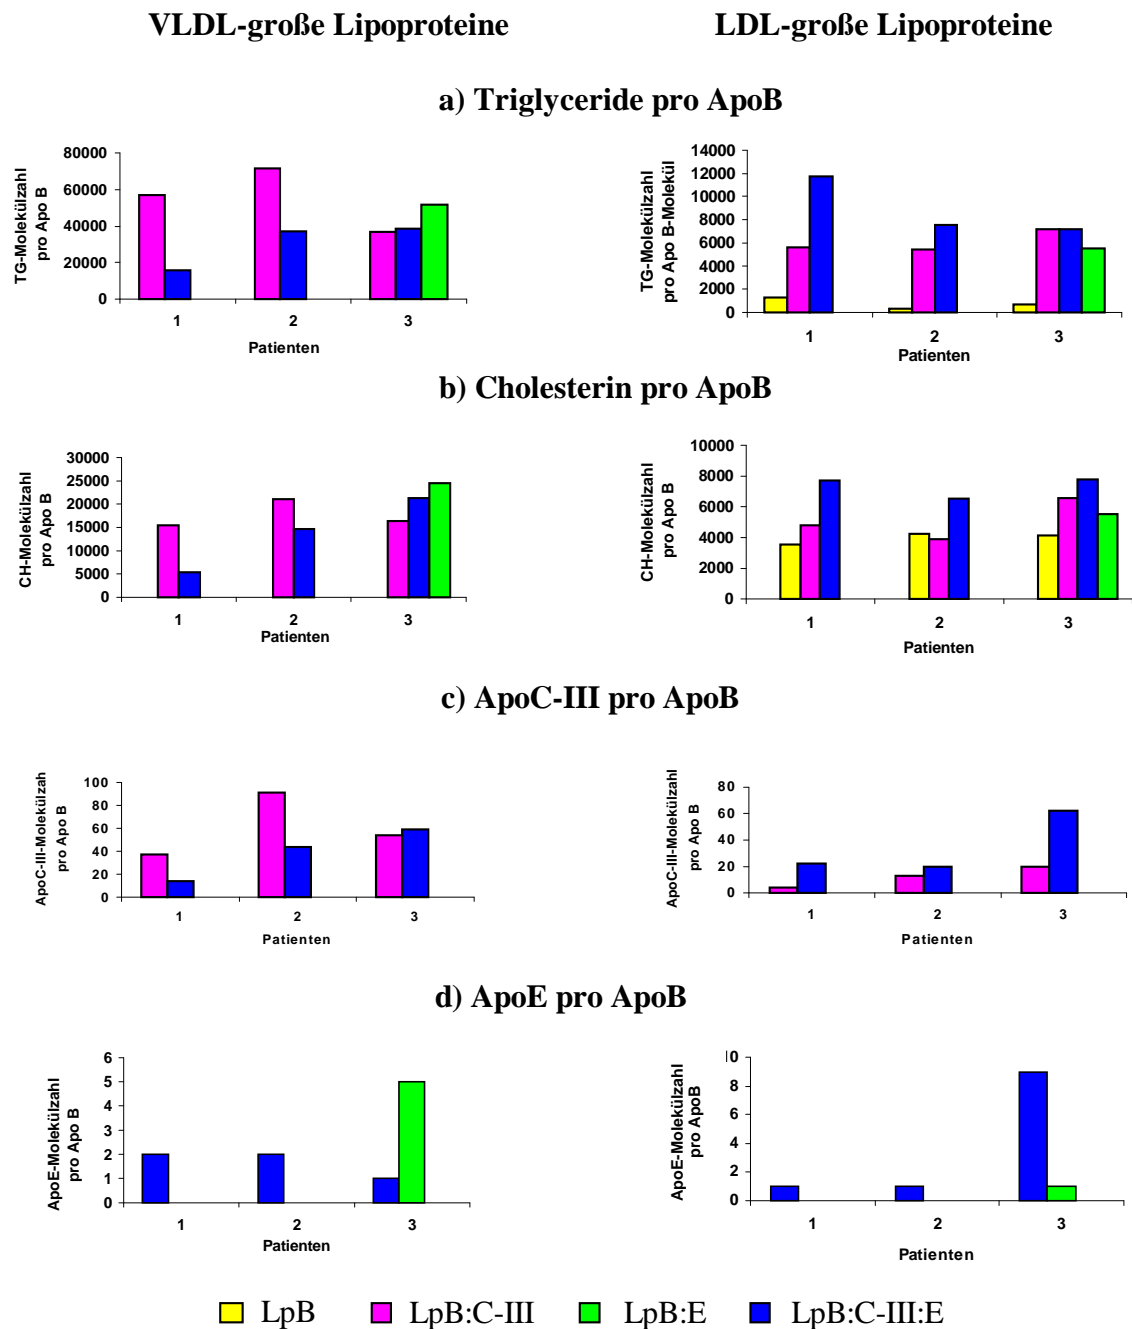 VLDL-große Lipoproteine
LDL-große Lipoproteine
a) Triglyceride pro ApoB
TG-Molekülzahl
pro Apo B
80000
60000
40000
20000
0
1 2 3
Patienten
TG-Molekülzahl
pro Apo B-Molekül
14000
12000
10000
8000
6000
4000
2000
0
1 2 3
Patienten
b) Cholesterin pro ApoB
CH-Molekülzahl
pro Apo B
30000
25000
20000
15000
10000
5000
0
1 2 3
Patienten
CH-Molekülzahl
pro Apo B
10000
8000
6000
4000
2000
0
1 2 3
Patienten
c) ApoC-III pro ApoB
ApoC-III-Molekülzah
pro Apo B
100
80
60
40
20
0
1 2 3
Patienten
ApoC-III-Molekülzahl
pro Apo B
80
60
40
20
0
1 2 3
Patienten
d) ApoE pro ApoB
ApoE-Molekülzahl
pro Apo B
6
5
4
3
2
1
0
1 2 3
Patienten
ApoE-Molekülzahl
pro ApoB
10
8
6
4
2
0
1 2 3
Patienten
LpB LpB:C-III LpB:E LpB:C-III:E